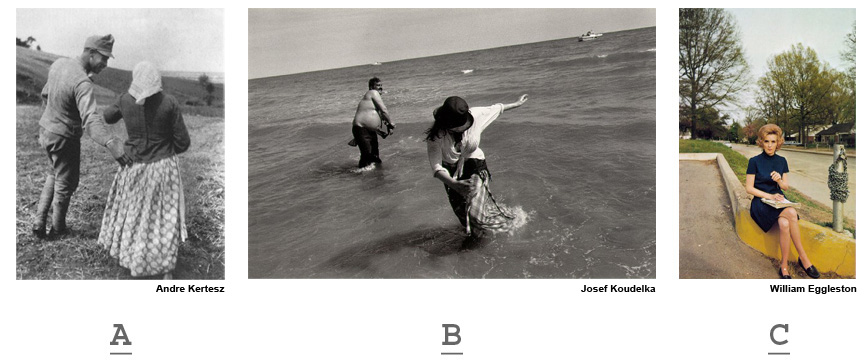 Andre Kertesz
Josef Koudelka
William Eggleston
A
B
C